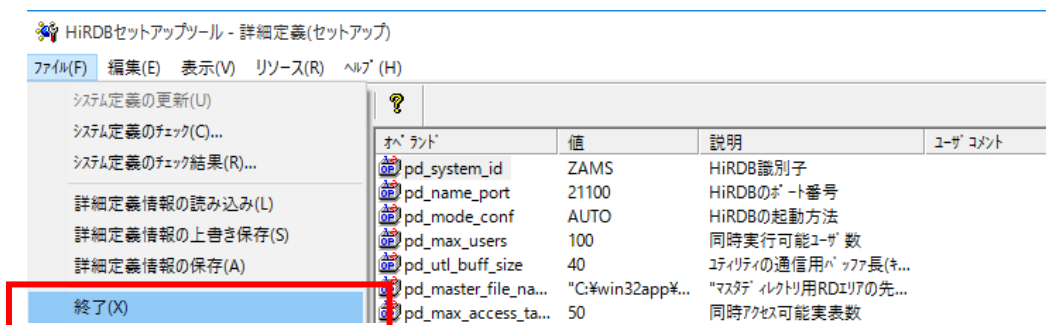 HiRDBセットアップツール - 詳細定義(セットアップ)
ファイル(F) 編集(E) 表示(V) リソース(R) ヘルプ(H)
システム定義の更新(U)
システム定義のチェック(C)...
システム定義のチェック結果(R)...
詳細定義情報の読み込み(L)
詳細定義情報の上書き保存(S)
詳細定義情報の保存(A)
終了(X)
オペランド 値 説明 ユーザコメント
pd_system_id ZAMS HiRDB識別子
pd_name_port 21100 HiRDBのポート番号
pd_mode_conf AUTO HiRDBの起動方法
pd_max_users 100 同時実行可能ユーザ数
pd_utl_buff_size 40 ユティリティの通信用バッファ長(キ...
pd_master_file_na... "C:¥win32app¥... "マスタディレクトリ用RDエリアの先...
pd_max_access_ta... 50 同時アクセス可能実表数